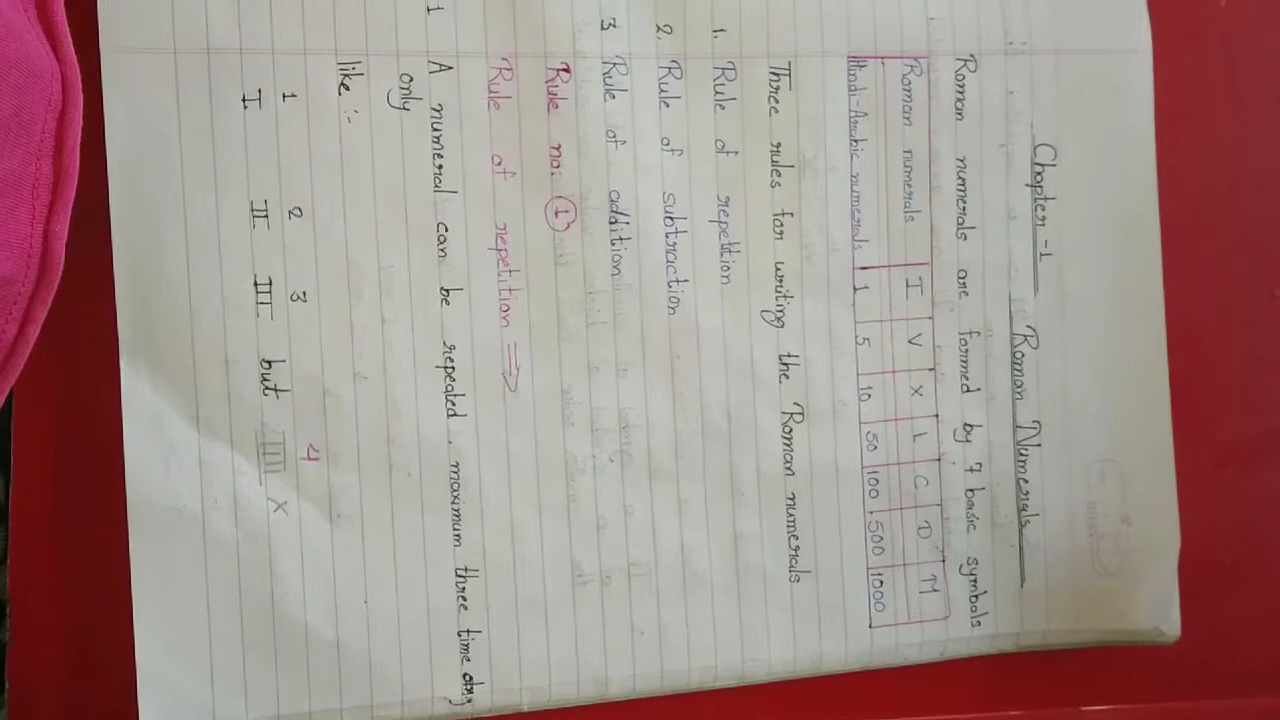 Chapter -1 Roman Numerals
Roman numerals are formed by 7 basic symbols
Roman numerals I V X L C D M
Hindi-Arabic numerals 1 5 10 50 100 500 1000
Three rules for writing the Roman numerals
1. Rule of repetition
2. Rule of subtraction
3 Rule of addition
Rule no: 1
Rule of repetition ⇒
1 A numeral can be repeated, maximum three time
only
like :-
1 2 3 4
I II III but IIII X